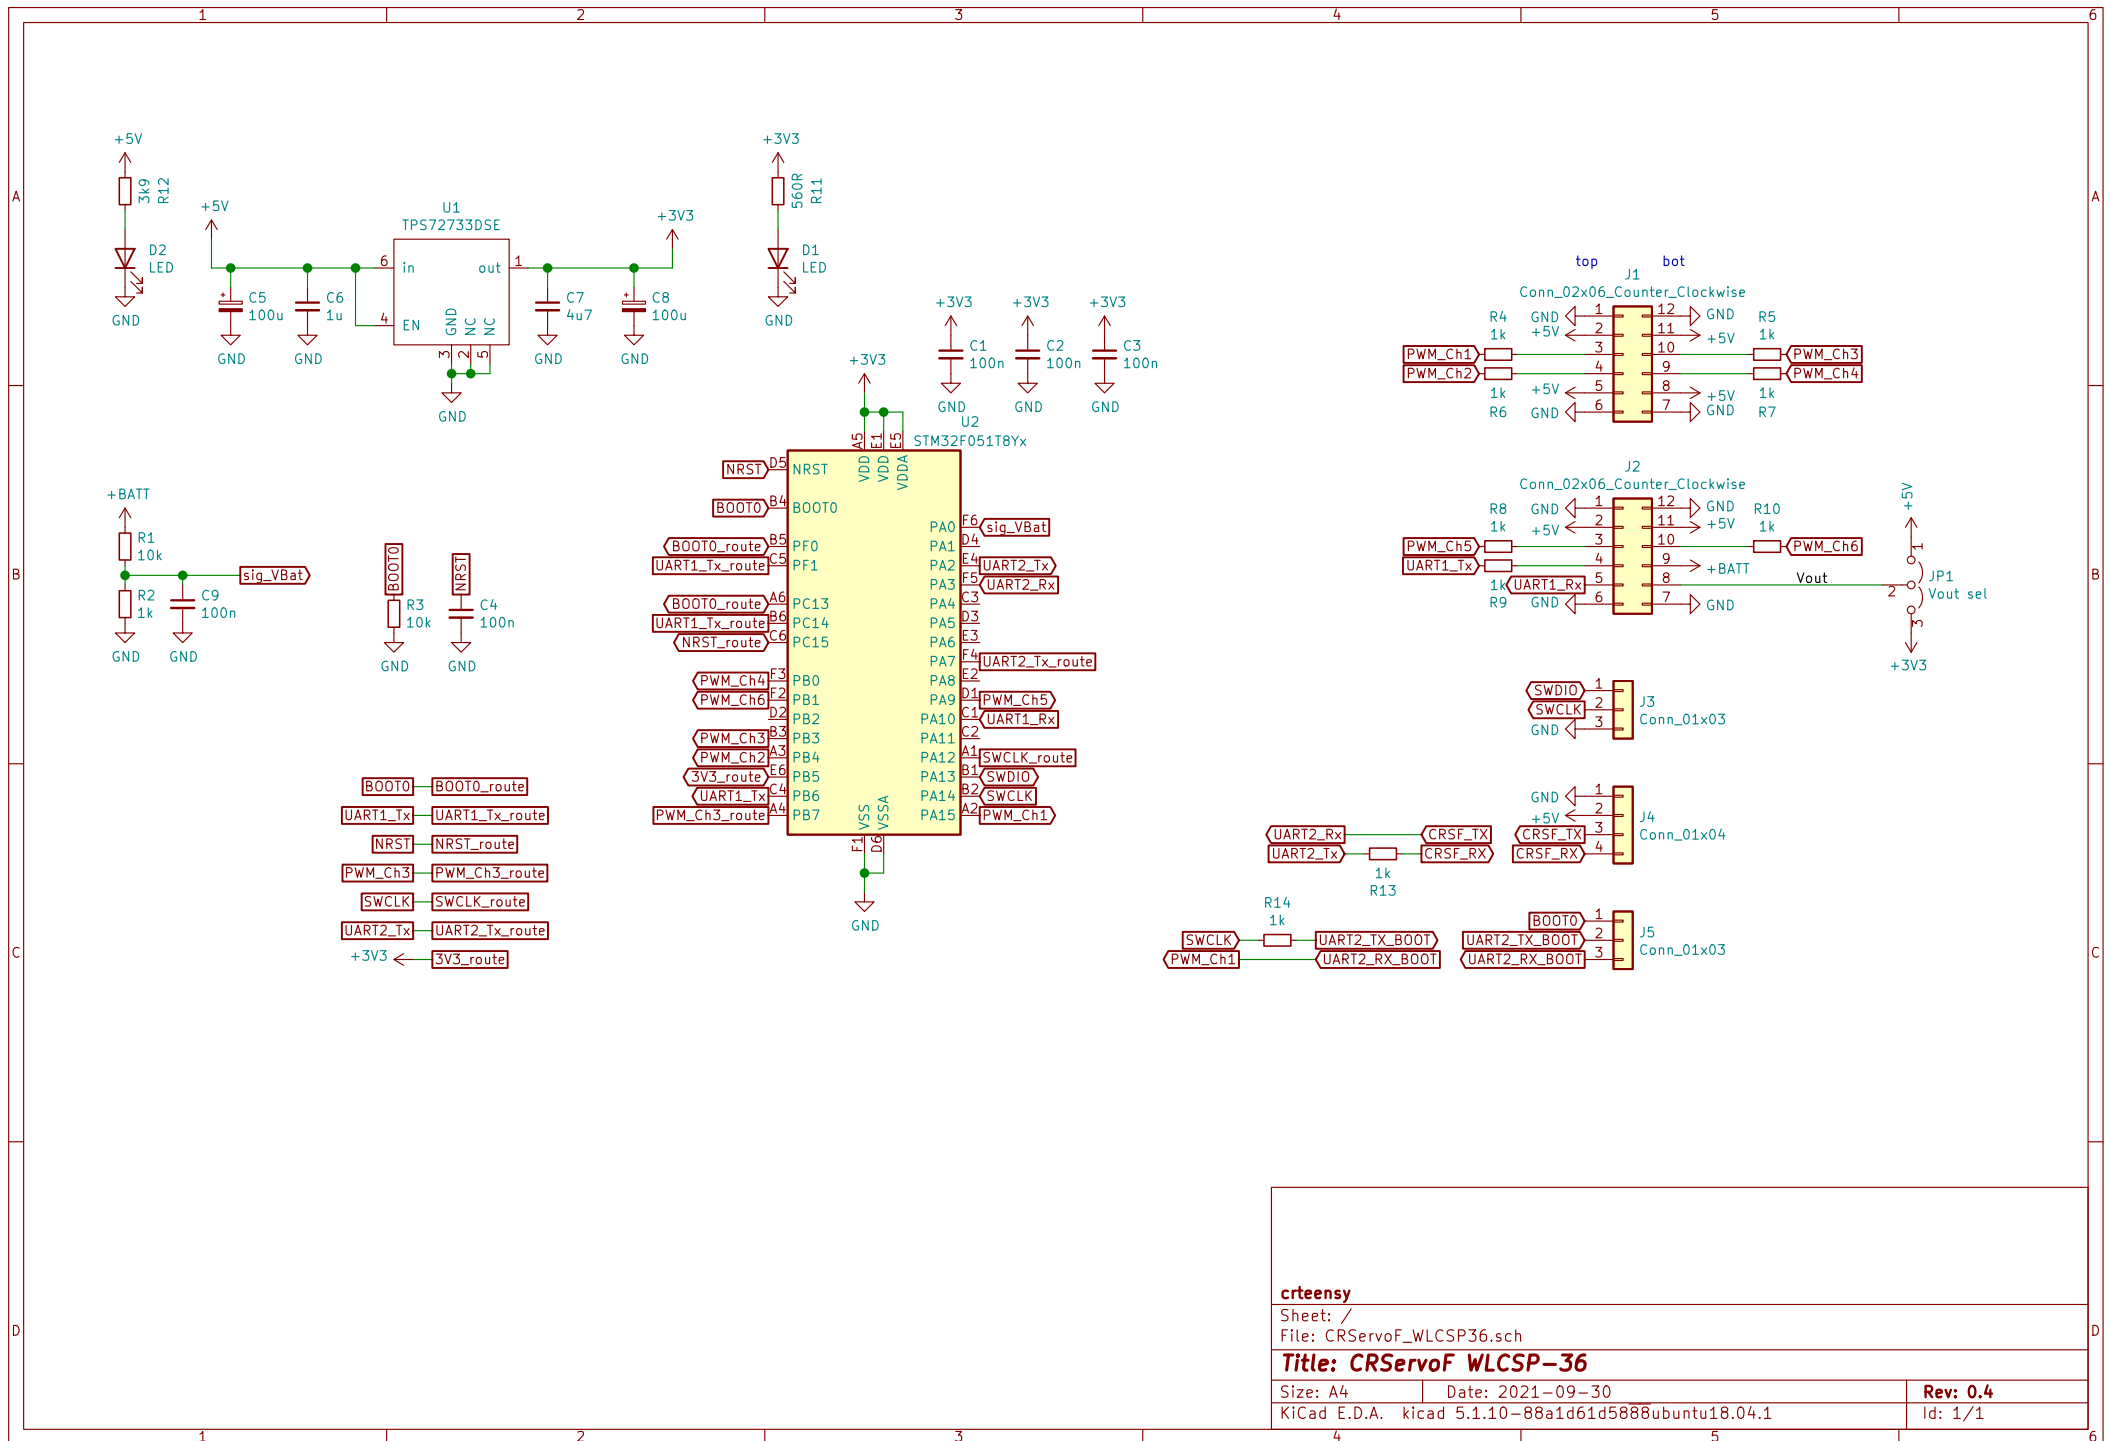 1 2 3 4 5 6
A
B
C
D
+5V
3k9
R12
D2
LED
GND
+5V
U1
TPS72733DSE
6 in
out 1
4 EN
GND
NC
NC
3 2 5
GND
C5
100u
GND
C6
1u
GND
C7
4u7
GND
C8
100u
GND
+3V3
+3V3
560R
R11
D1
LED
GND
+3V3
C1
100n
GND
+3V3
C2
100n
GND
+3V3
C3
100n
GND
+BATT
R1
10k
R2
1k
GND
C9
100n
GND
sig_VBat
BOOT0
R3
10k
GND
NRST
C4
100n
GND
+3V3
U2
STM32F051T8Yx
A5 E1 E5
VDD VDD VDDA
NRST D5 NRST
BOOT0 B4 BOOT0
BOOT0_route B5 PF0
UART1_Tx_route C5 PF1
BOOT0_route A6 PC13
UART1_Tx_route B6 PC14
NRST_route C6 PC15
PWM_Ch4 F3 PB0
PWM_Ch6 F2 PB1
D2 PB2
PWM_Ch3 B3 PB3
PWM_Ch2 A3 PB4
3V3_route E6 PB5
UART1_Tx C4 PB6
PWM_Ch3_route A4 PB7
PA0 F6 sig_VBat
PA1 D4
PA2 E4 UART2_Tx
PA3 F5 UART2_Rx
PA4 C3
PA5 D3
PA6 E3
PA7 F4 UART2_Tx_route
PA8 E2
PA9 D1 PWM_Ch5
PA10 C1 UART1_Rx
PA11 C2
PA12 A1 SWCLK_route
PA13 B1 SWDIO
PA14 B2 SWCLK
PA15 A2 PWM_Ch1
VSS VSSA
F1 D6
GND
BOOT0 BOOT0_route
UART1_Tx UART1_Tx_route
NRST NRST_route
PWM_Ch3 PWM_Ch3_route
SWCLK SWCLK_route
UART2_Tx UART2_Tx_route
+3V3 3V3_route
top bot
J1
Conn_02x06_Counter_Clockwise
R4
1k
GND 1 12 GND
+5V 2 11 +5V
R5
1k
PWM_Ch1 3 10 PWM_Ch3
PWM_Ch2 4 9 PWM_Ch4
1k
R6
+5V 5 8 +5V
GND 6 7 GND
1k
R7
J2
Conn_02x06_Counter_Clockwise
R8
1k
GND 1 12 GND
+5V 2 11 +5V
R10
1k
PWM_Ch5 3 10 PWM_Ch6
UART1_Tx 4 9 +BATT
1k
R9
UART1_Rx 5 8 Vout
GND 6 7 GND
+5V
1
2
3
JP1
Vout sel
+3V3
SWDIO 1
SWCLK 2
GND 3
J3
Conn_01x03
GND 1
+5V 2
CRSF_TX 3
CRSF_RX 4
J4
Conn_01x04
UART2_Rx CRSF_TX
UART2_Tx CRSF_RX
1k
R13
R14
1k
SWCLK UART2_TX_BOOT
PWM_Ch1 UART2_RX_BOOT
BOOT0 1
UART2_TX_BOOT 2
UART2_RX_BOOT 3
J5
Conn_01x03
crteensy
Sheet: /
File: CRServoF_WLCSP36.sch
Title: CRServoF WLCSP-36
Size: A4 Date: 2021-09-30 Rev: 0.4
KiCad E.D.A. kicad 5.1.10-88a1d61d5888ubuntu18.04.1 Id: 1/1
A
B
C
D
1 2 3 4 5 6